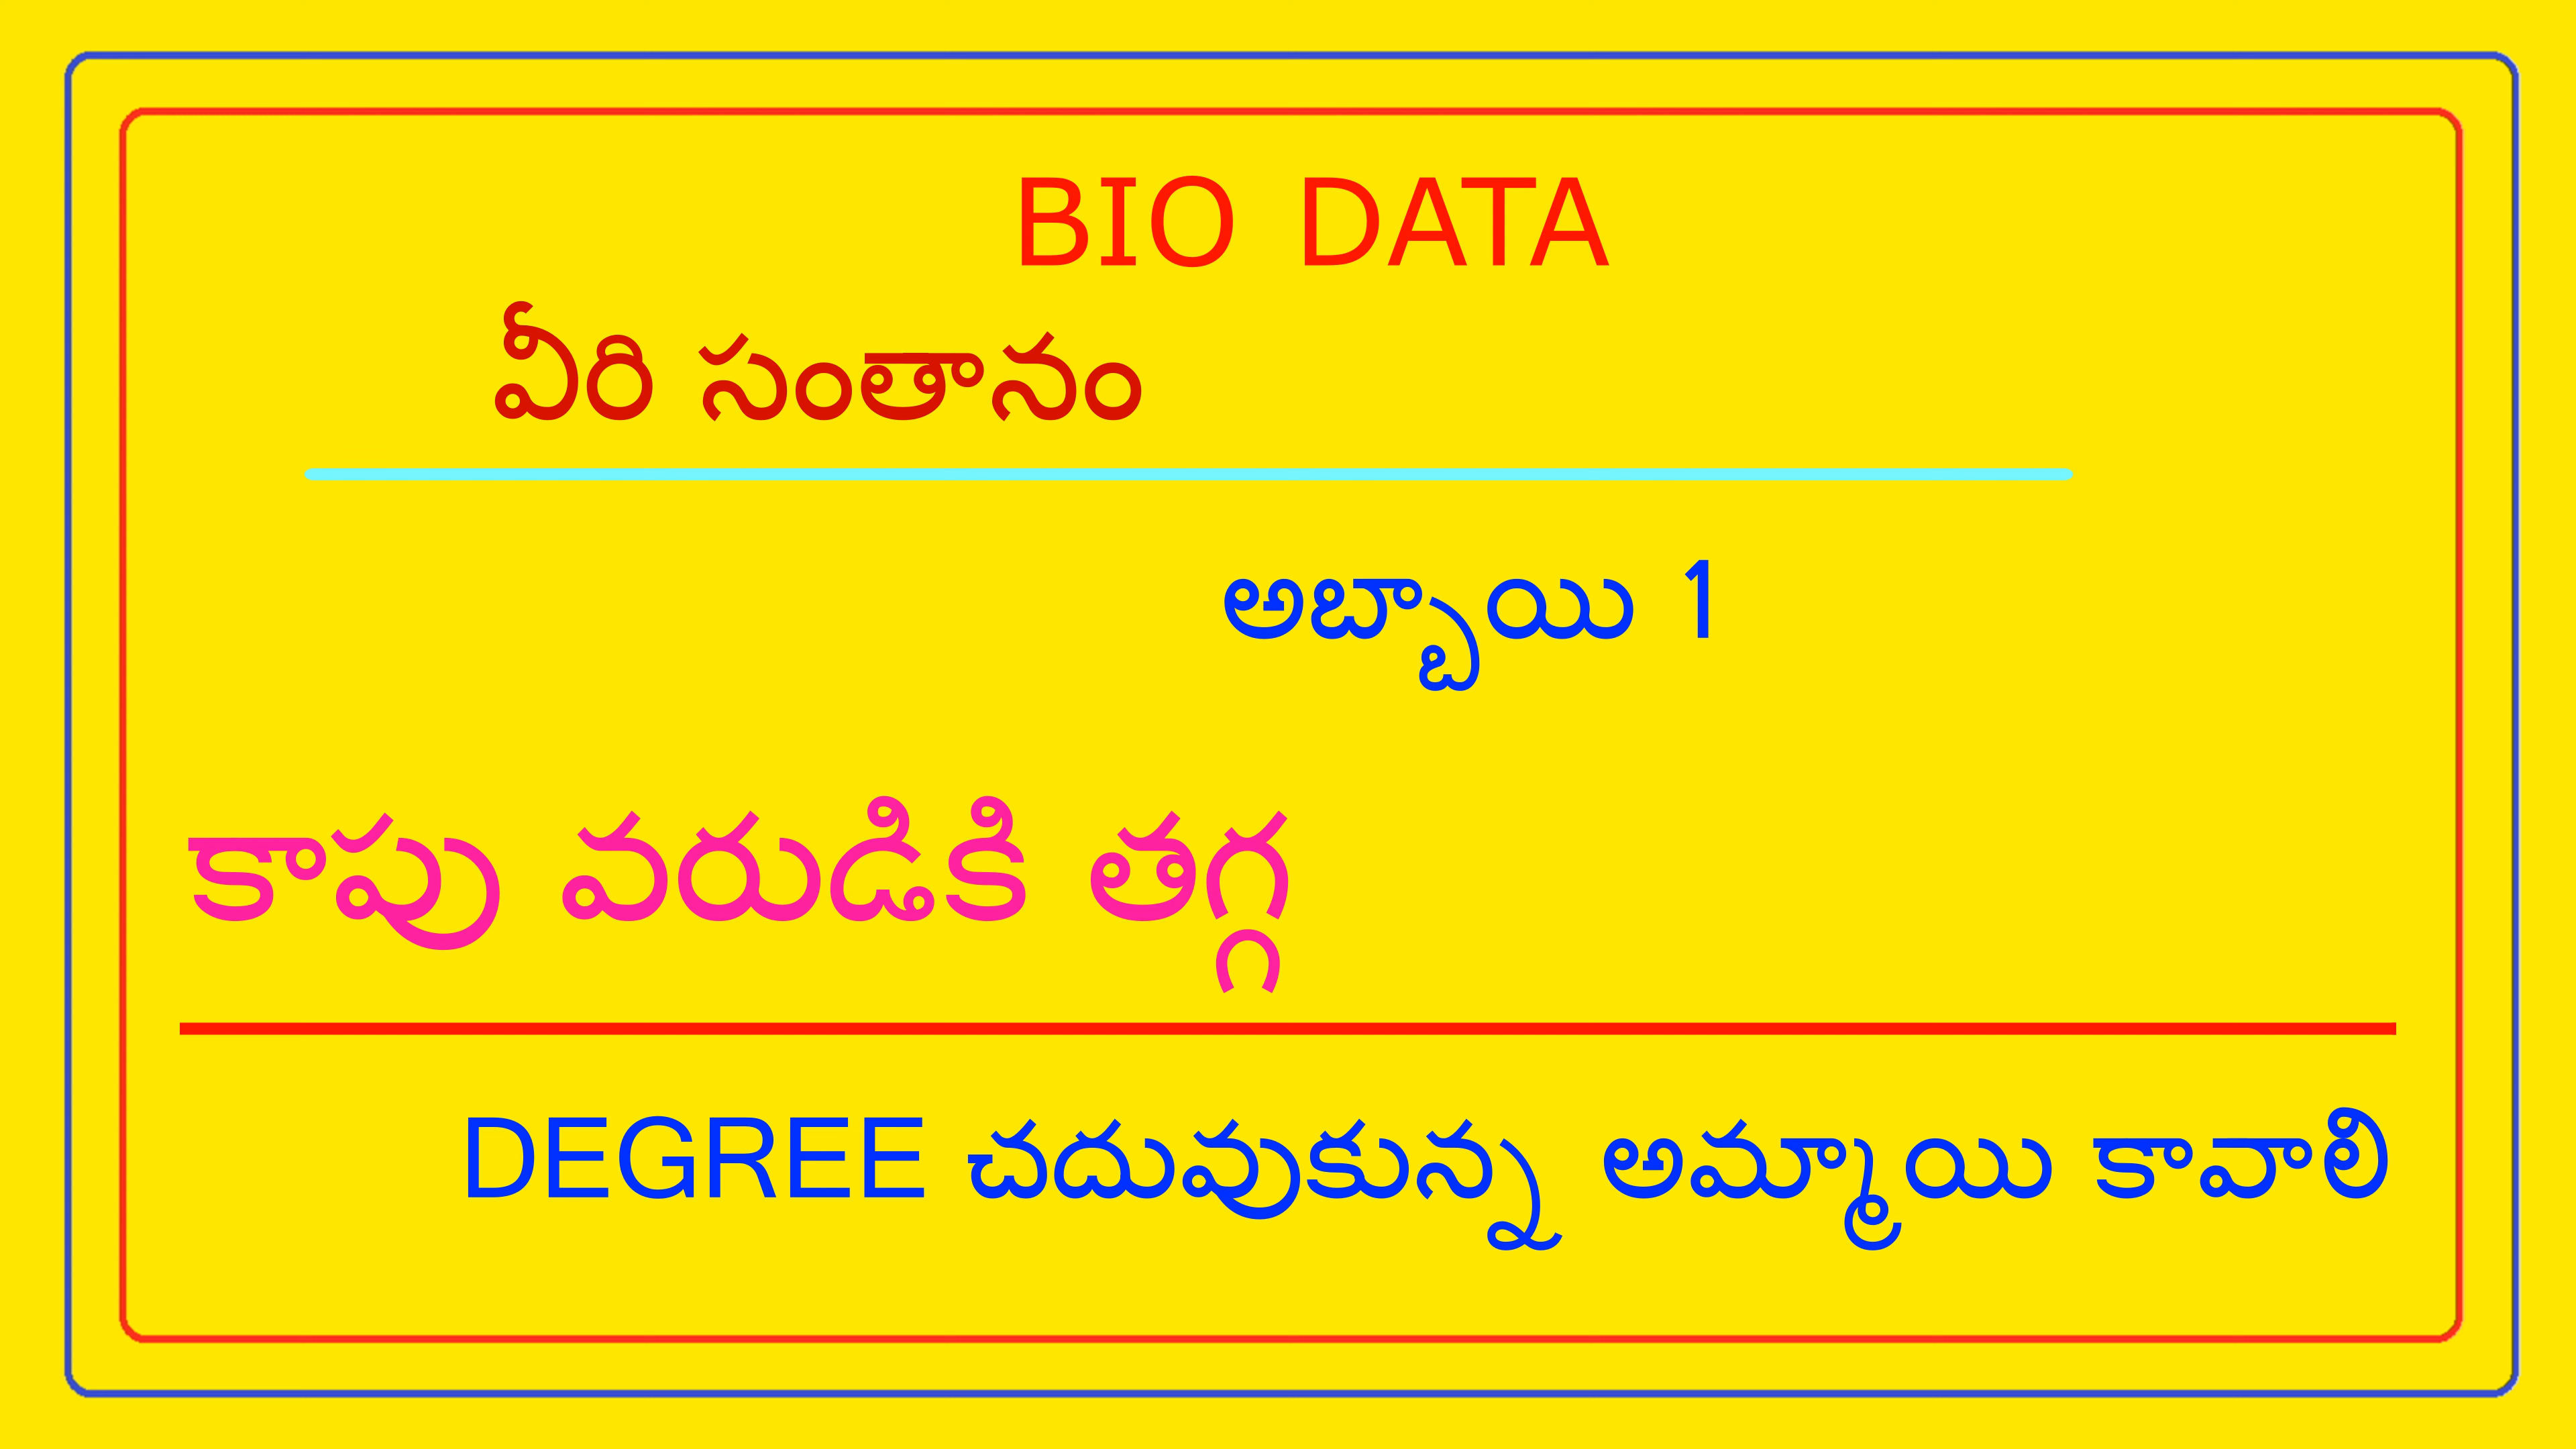 BIO DATA
వీరి సంతానం
అబ్బాయి 1
కాపు వరుడికి తగ్గ
DEGREE చదువుకున్న అమ్మాయి కావాలి